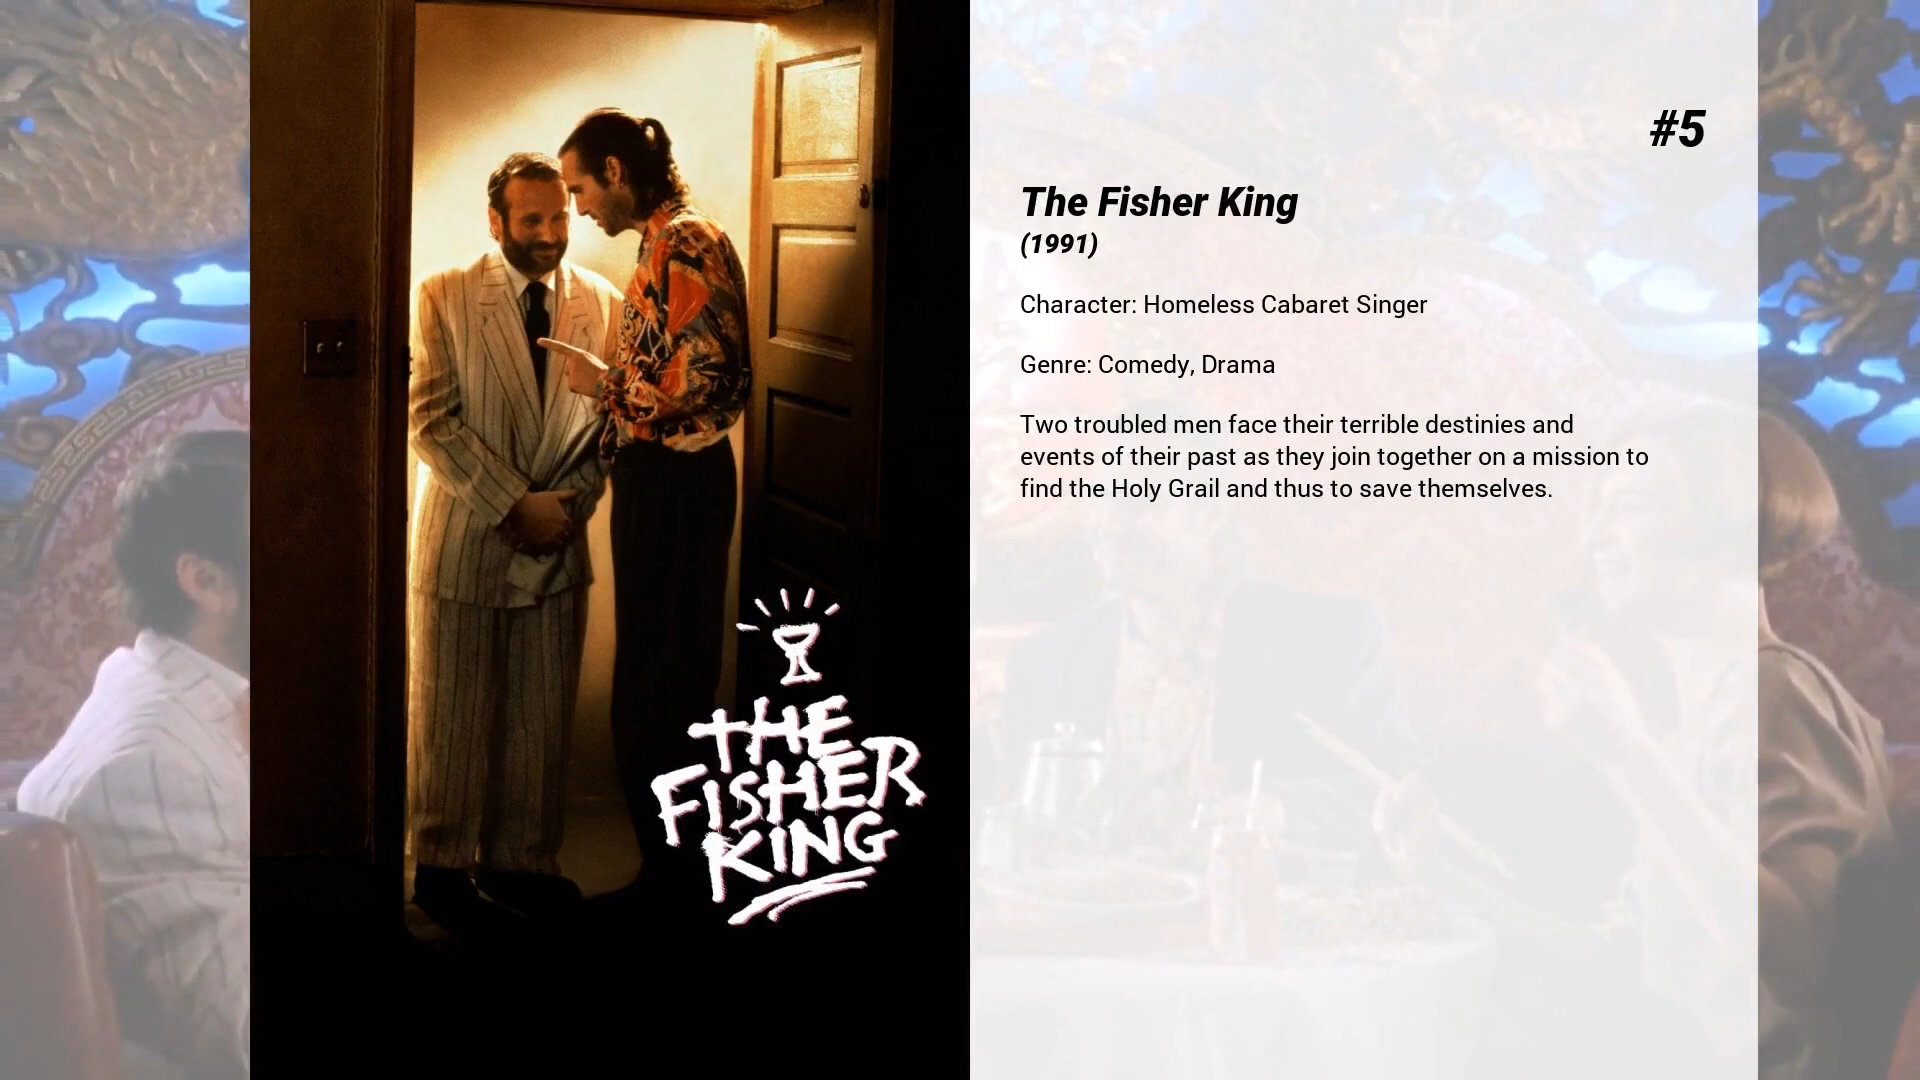 #5
The Fisher King
(1991)
Character: Homeless Cabaret Singer
Genre: Comedy, Drama
Two troubled men face their terrible destinies and
events of their past as they join together on a mission to
find the Holy Grail and thus to save themselves.
THE
FISHER
KING